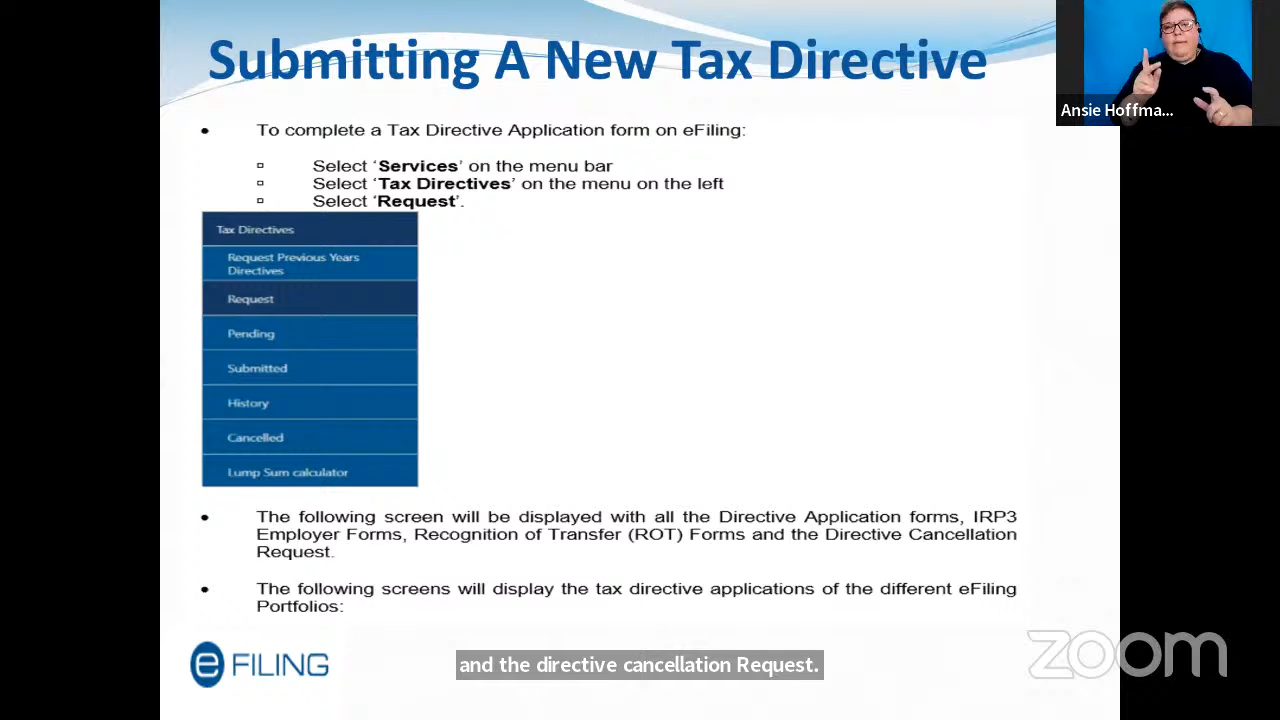 Submitting A New Tax Directive
Ansie Hoffma...
• To complete a Tax Directive Application form on eFiling:
Select ‘Services’ on the menu bar
Select ‘Tax Directives’ on the menu on the left
Select ‘Request’.
Tax Directives
Request Previous Years
Directives
Request
Pending
Submitted
History
Cancelled
Lump Sum calculator
• The following screen will be displayed with all the Directive Application forms, IRP3
Employer Forms, Recognition of Transfer (ROT) Forms and the Directive Cancellation
Request.
• The following screens will display the tax directive applications of the different eFiling
Portfolios:
e FILING
and the directive cancellation Request.
zoom